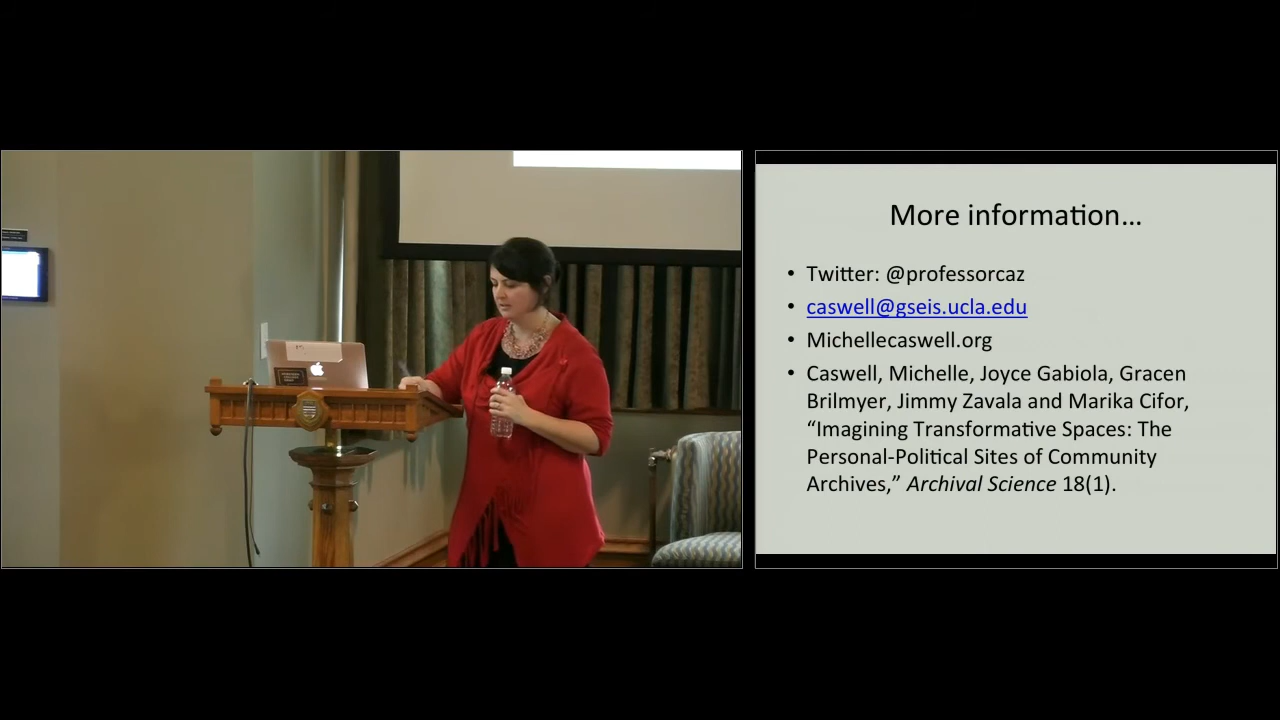 More information…
• Twitter: @professorcaz
• caswell@gseis.ucla.edu
• Michellecaswell.org
• Caswell, Michelle, Joyce Gabiola, Gracen
Brilmyer, Jimmy Zavala and Marika Cifor,
“Imagining Transformative Spaces: The
Personal-Political Sites of Community
Archives,” Archival Science 18(1).